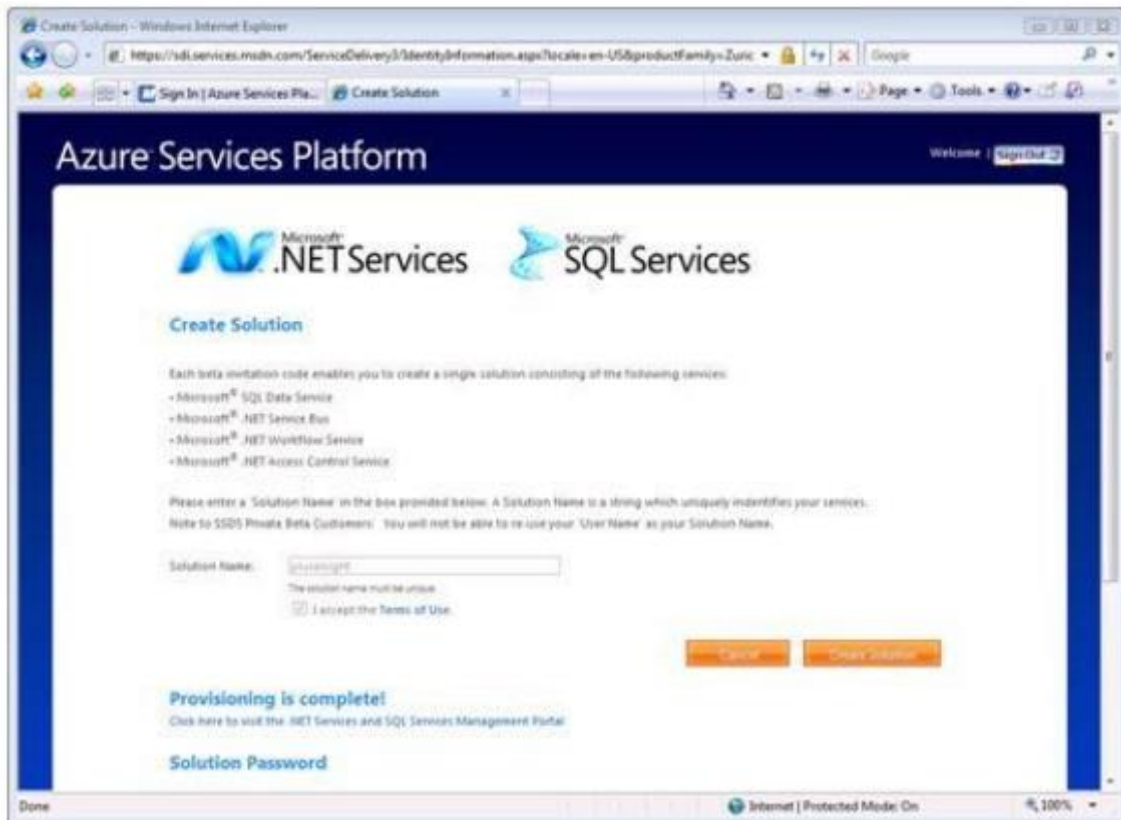 Create Solution - Windows Internet Explorer
https://sdi.services.msdn.com/ServiceDelivery3/IdentityInformation.aspx?locale=en-US&productFamily=Zuric
Google
Sign In | Azure Services Pla...
Create Solution
Page
Tools
Azure Services Platform
Welcome |
Sign Out
Microsoft
.NET Services
Microsoft
SQL Services
Create Solution
Each beta invitation code enables you to create a single solution consisting of the following services:
- Microsoft® SQL Data Service
- Microsoft® .NET Service Bus
- Microsoft® .NET Workflow Service
- Microsoft® .NET Access Control Service
Please enter a 'Solution Name' in the box provided below. A Solution Name is a string which uniquely indentifies your services.
Note to SSDS Private Beta Customers: You will not be able to re-use your 'User Name' as your Solution Name.
Solution Name:
The solution name must be unique
I accept the Terms of Use.
Cancel
Create Solution
Provisioning is complete!
Click here to visit the .NET Services and SQL Services Management Portal
Solution Password
Done
Internet | Protected Mode: On
100%